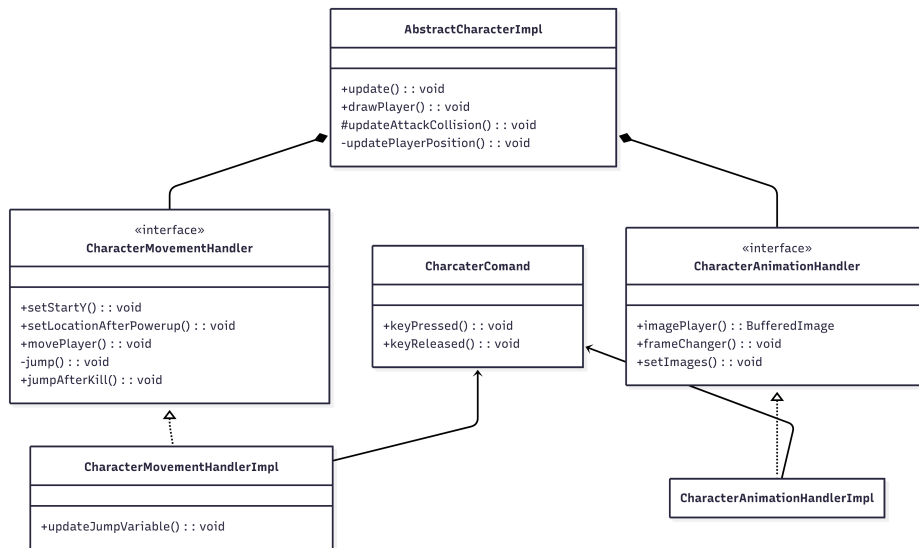 AbstractCharacterImpl
+update() : : void
+drawPlayer() : : void
#updateAttackCollision() : : void
-updatePlayerPosition() : : void
«interface»
CharacterMovementHandler
+setStartY() : : void
+setLocationAfterPowerup() : : void
+movePlayer() : : void
-jump() : : void
+jumpAfterKill() : : void
CharcaterComand
+keyPressed() : : void
+keyReleased() : : void
«interface»
CharacterAnimationHandler
+imagePlayer() : : BufferedImage
+frameChanger() : : void
+setImages() : : void
CharacterMovementHandlerImpl
+updateJumpVariable() : : void
CharacterAnimationHandlerImpl